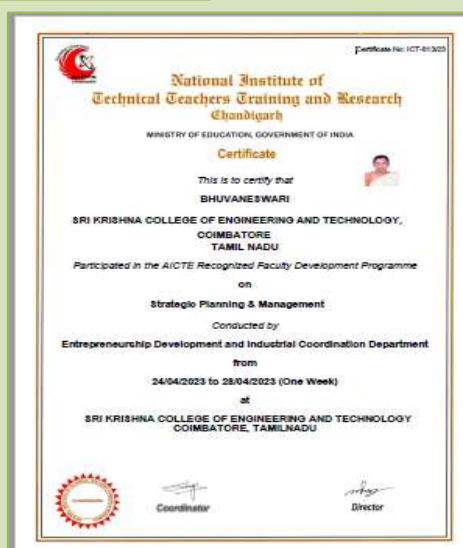 Certificate No: ICT-813/23
National Institute of
Technical Teachers Training and Research
Chandigarh
MINISTRY OF EDUCATION, GOVERNMENT OF INDIA
Certificate
This is to certify that
BHUVANESWARI
SRI KRISHNA COLLEGE OF ENGINEERING AND TECHNOLOGY,
COIMBATORE
TAMIL NADU
Participated in the AICTE Recognized Faculty Development Programme
on
Strategic Planning & Management
Conducted by
Entrepreneurship Development and Industrial Coordination Department
from
24/04/2023 to 28/04/2023 (One Week)
at
SRI KRISHNA COLLEGE OF ENGINEERING AND TECHNOLOGY
COIMBATORE, TAMILNADU
Coordinator
Director